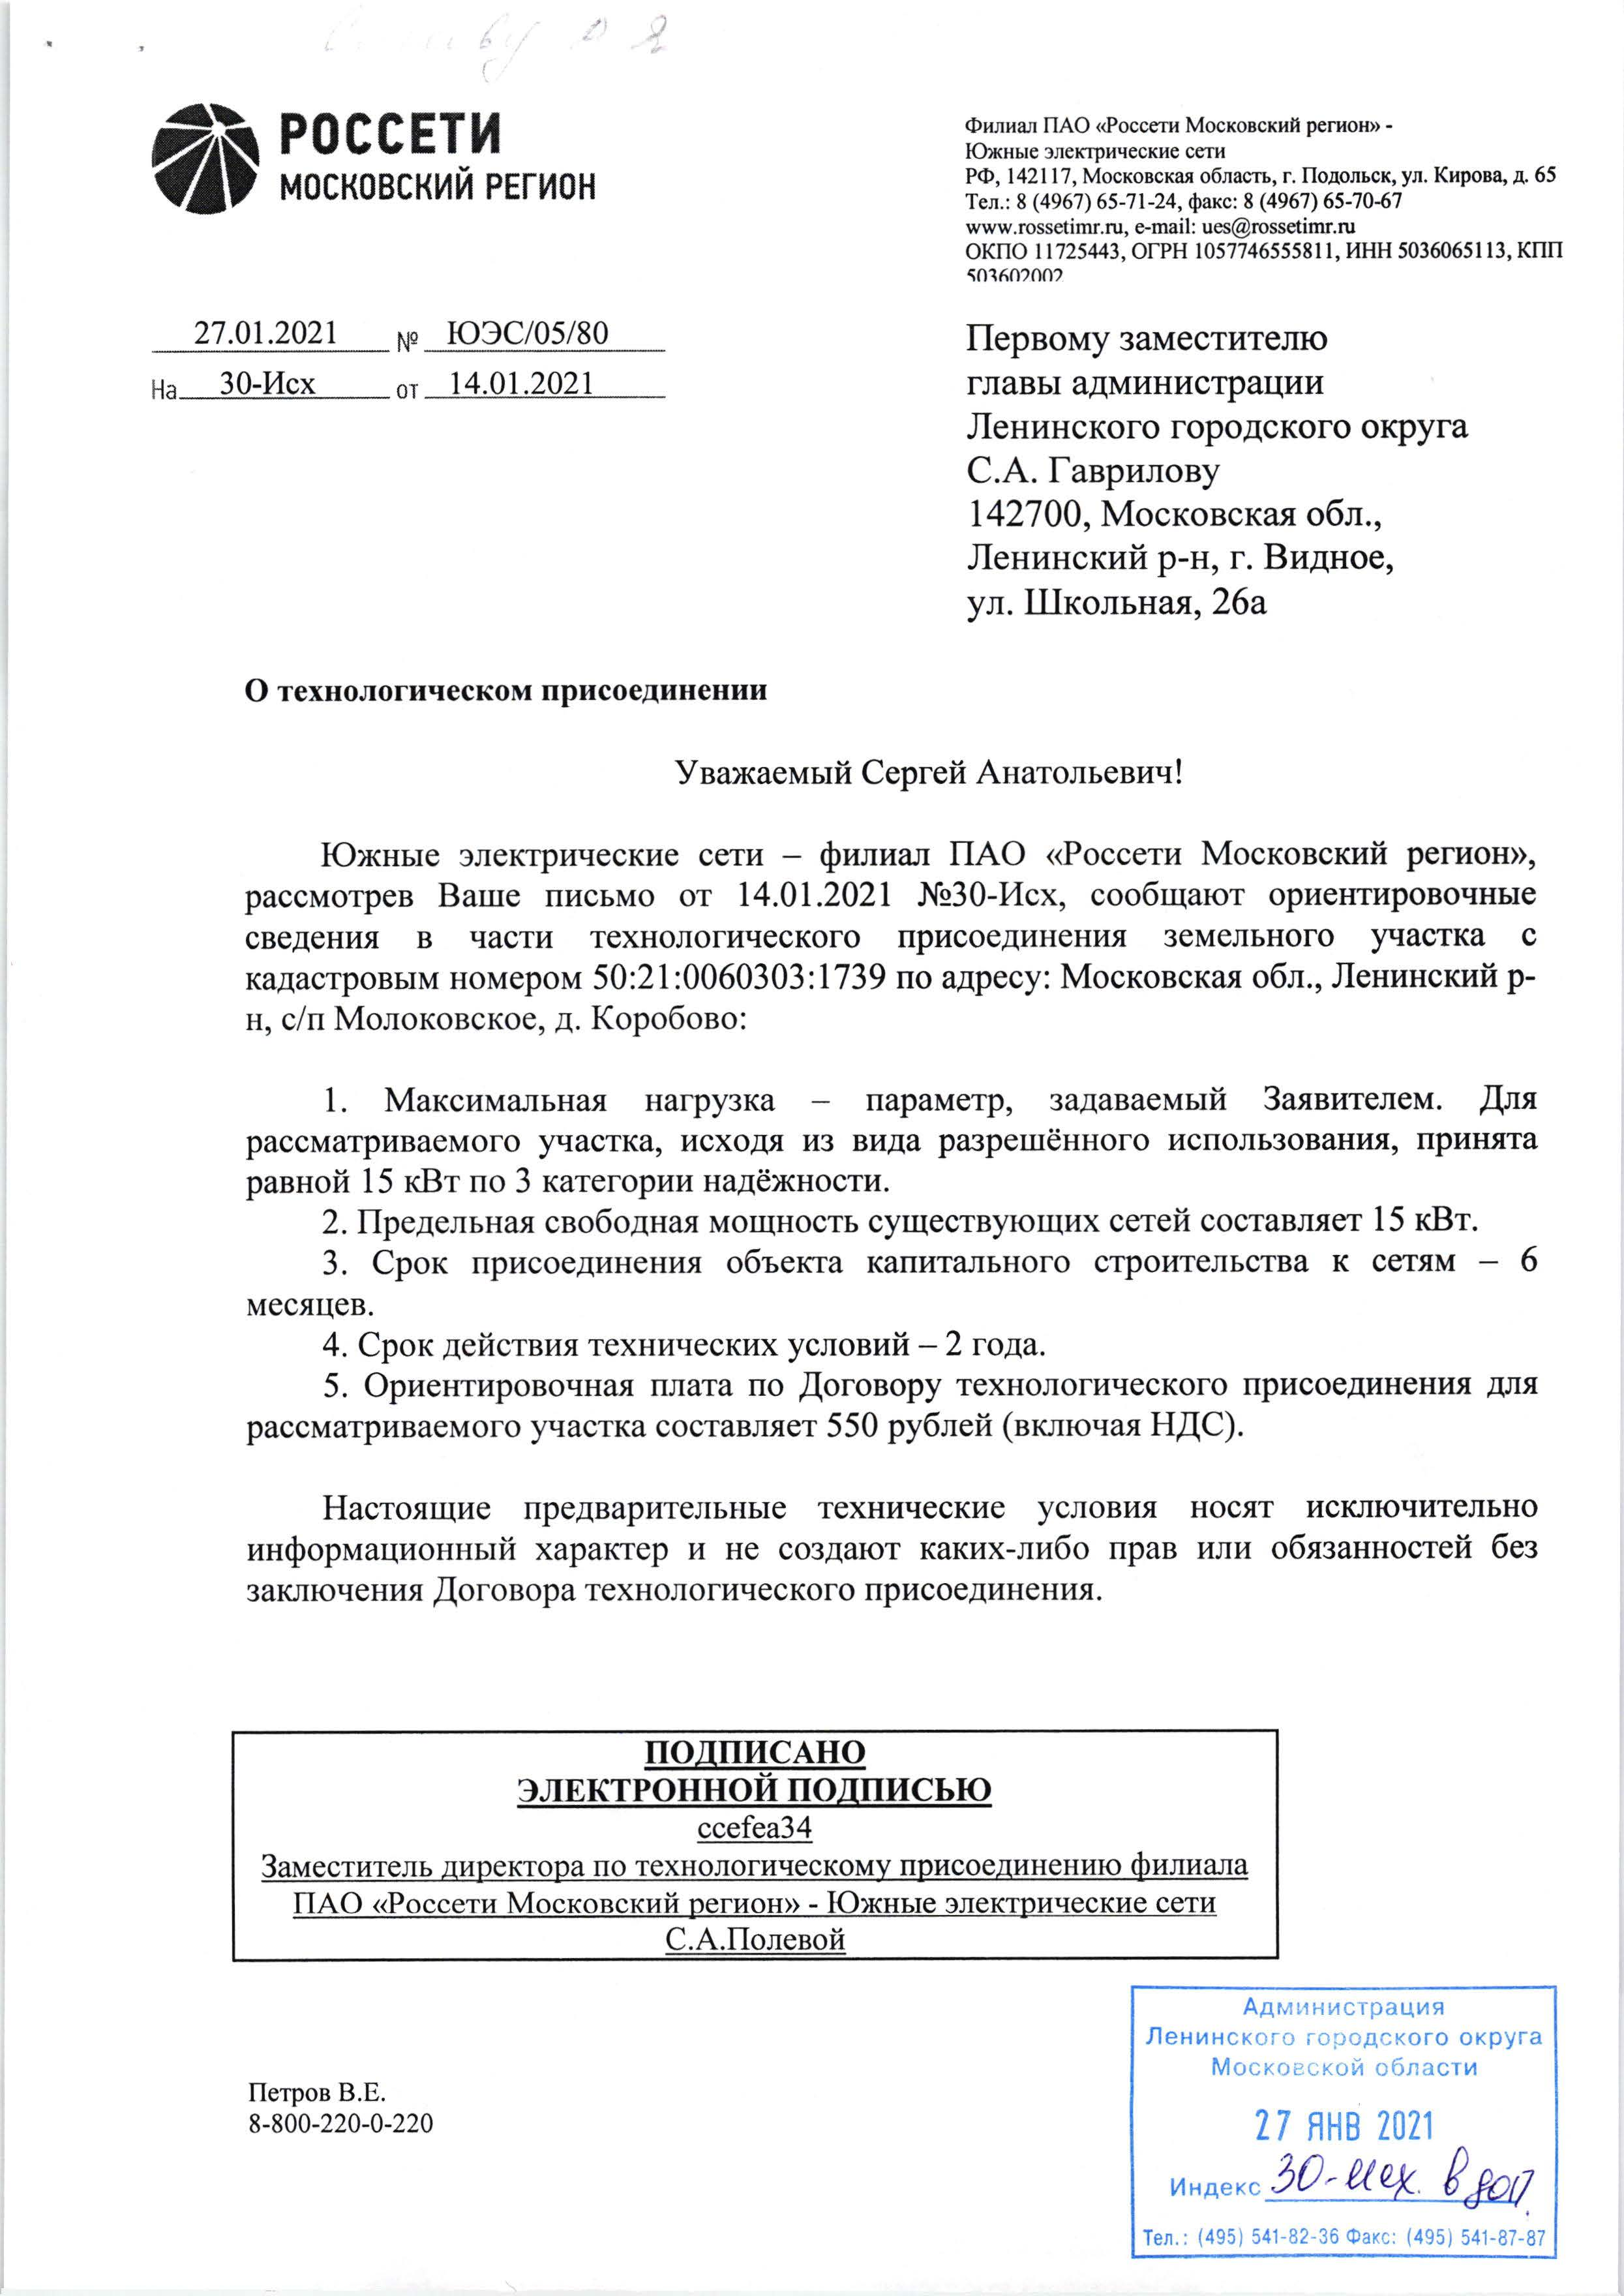 РОССЕТИ
МОСКОВСКИЙ РЕГИОН
Филиал ПАО «Россети Московский регион» -
Южные электрические сети
РФ, 142117, Московская область, г. Подольск, ул. Кирова, д. 65
Тел.: 8 (4967) 65-71-24, факс: 8 (4967) 65-70-67
www.rossetimr.ru, e-mail: ues@rossetimr.ru
ОКПО 11725443, ОГРН 1057746555811, ИНН 5036065113, КПП
503602002
27.01.2021 № ЮЭС/05/80
На 30-Исх от 14.01.2021
Первому заместителю
главы администрации
Ленинского городского округа
С.А. Гаврилову
142700, Московская обл.,
Ленинский р-н, г. Видное,
ул. Школьная, 26а
О технологическом присоединении
Уважаемый Сергей Анатольевич!
Южные электрические сети – филиал ПАО «Россети Московский регион»,
рассмотрев Ваше письмо от 14.01.2021 №30-Исх, сообщают ориентировочные
сведения в части технологического присоединения земельного участка с
кадастровым номером 50:21:0060303:1739 по адресу: Московская обл., Ленинский р-
н, с/п Молоковское, д. Коробово:
1. Максимальная нагрузка – параметр, задаваемый Заявителем. Для
рассматриваемого участка, исходя из вида разрешённого использования, принята
равной 15 кВт по 3 категории надёжности.
2. Предельная свободная мощность существующих сетей составляет 15 кВт.
3. Срок присоединения объекта капитального строительства к сетям – 6
месяцев.
4. Срок действия технических условий – 2 года.
5. Ориентировочная плата по Договору технологического присоединения для
рассматриваемого участка составляет 550 рублей (включая НДС).
Настоящие предварительные технические условия носят исключительно
информационный характер и не создают каких-либо прав или обязанностей без
заключения Договора технологического присоединения.
ПОДПИСАНО
ЭЛЕКТРОННОЙ ПОДПИСЬЮ
ccefea34
Заместитель директора по технологическому присоединению филиала
ПАО «Россети Московский регион» - Южные электрические сети
С.А.Полевой
Петров В.Е.
8-800-220-0-220
Администрация
Ленинского городского округа
Московской области
27 ЯНВ 2021
Индекс 30-Исх. в доп.
Тел.: (495) 541-82-36 Факс: (495) 541-87-87